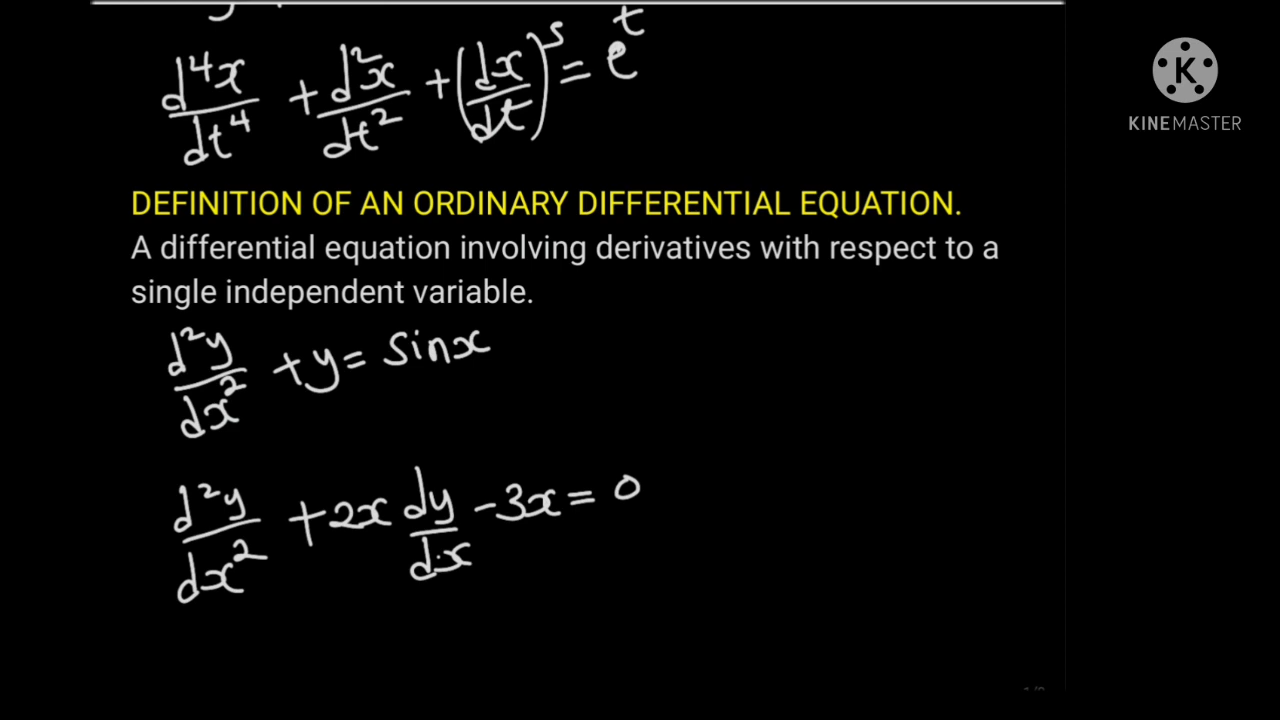 d⁴x/dt⁴ + d²x/dt² + (dx/dt)⁵ = eᵗ
KINEMASTER
DEFINITION OF AN ORDINARY DIFFERENTIAL EQUATION.
A differential equation involving derivatives with respect to a
single independent variable.
d²y/dx² + y = sinx
d²y/dx² + 2x dy/dx - 3x = 0